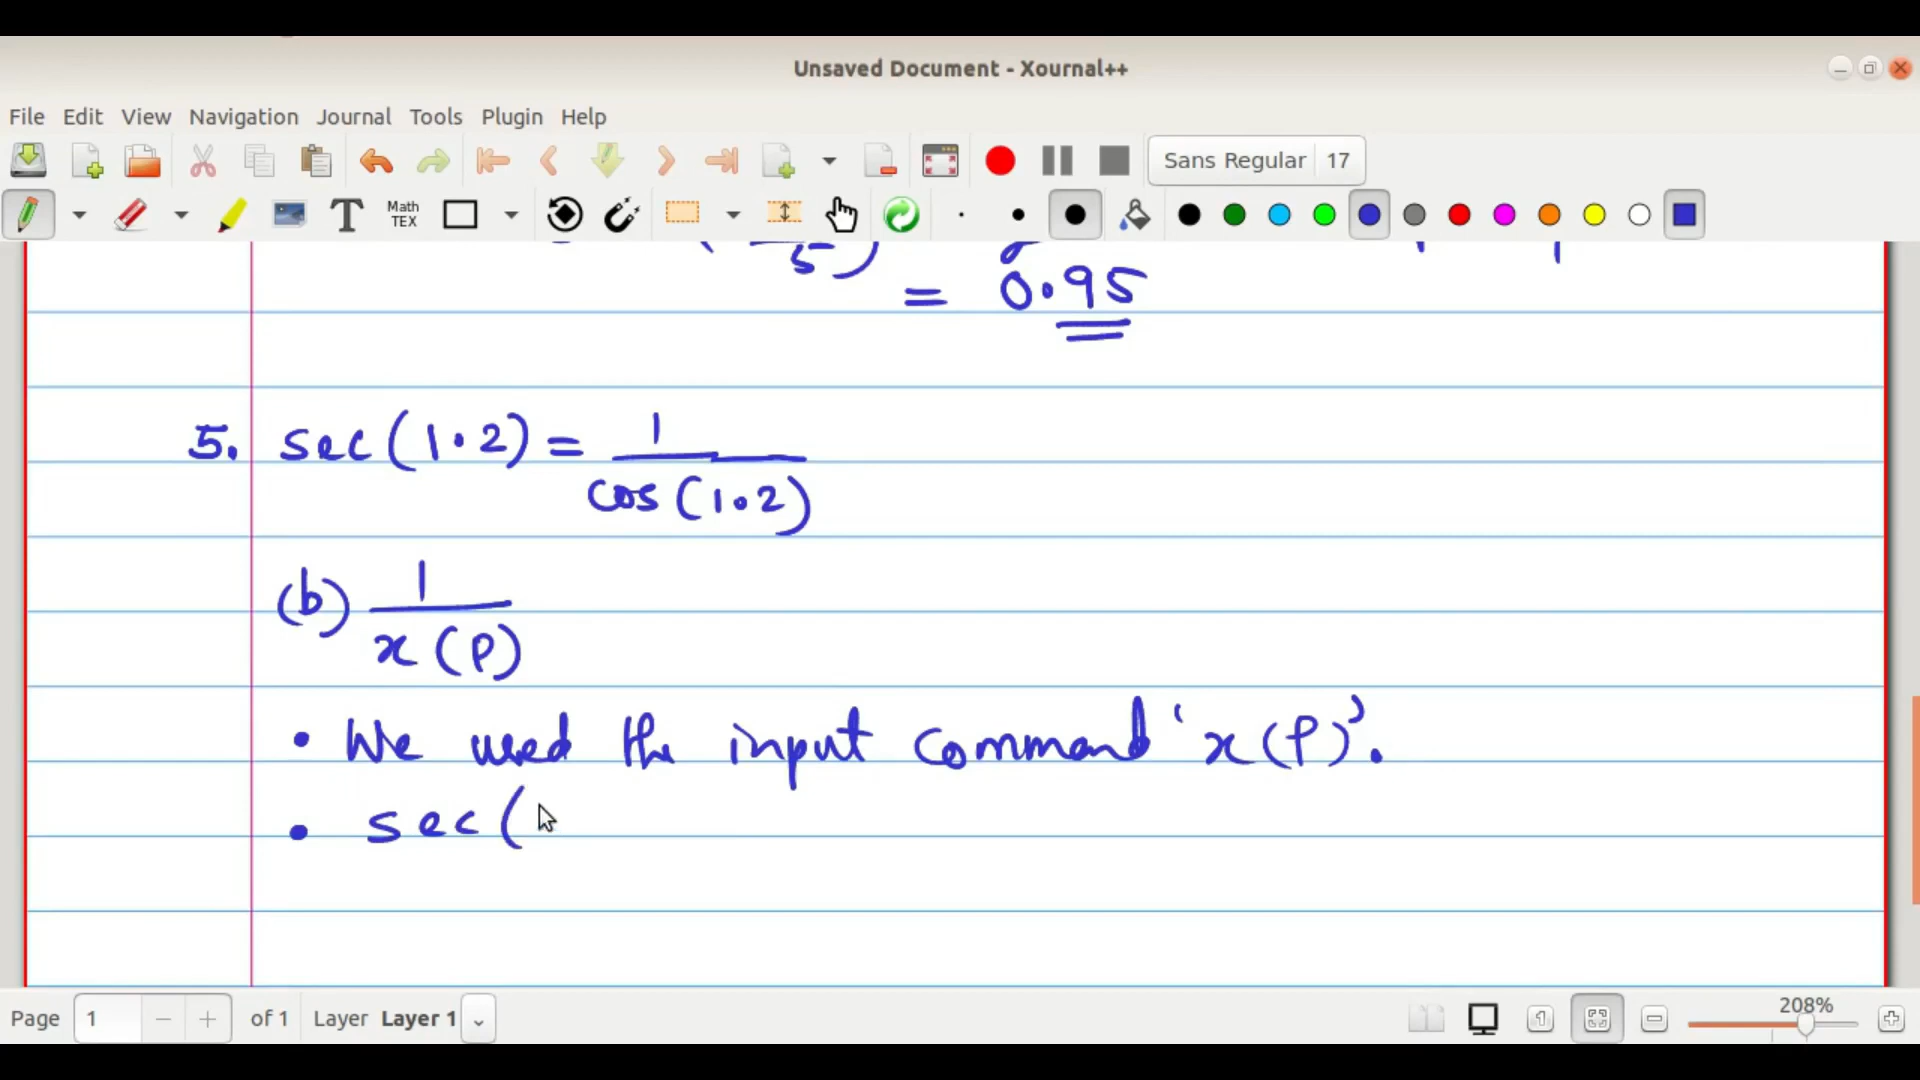 Unsaved Document - Xournal++
File Edit View Navigation Journal Tools Plugin Help
Sans Regular 17
T Math TEX
5
= 0.95
5. sec(1.2) = 1/cos(1.2)
(b) 1/x(P)
• We used the input command 'x(P)'.
• sec(
Page 1 of 1 Layer Layer 1 208%